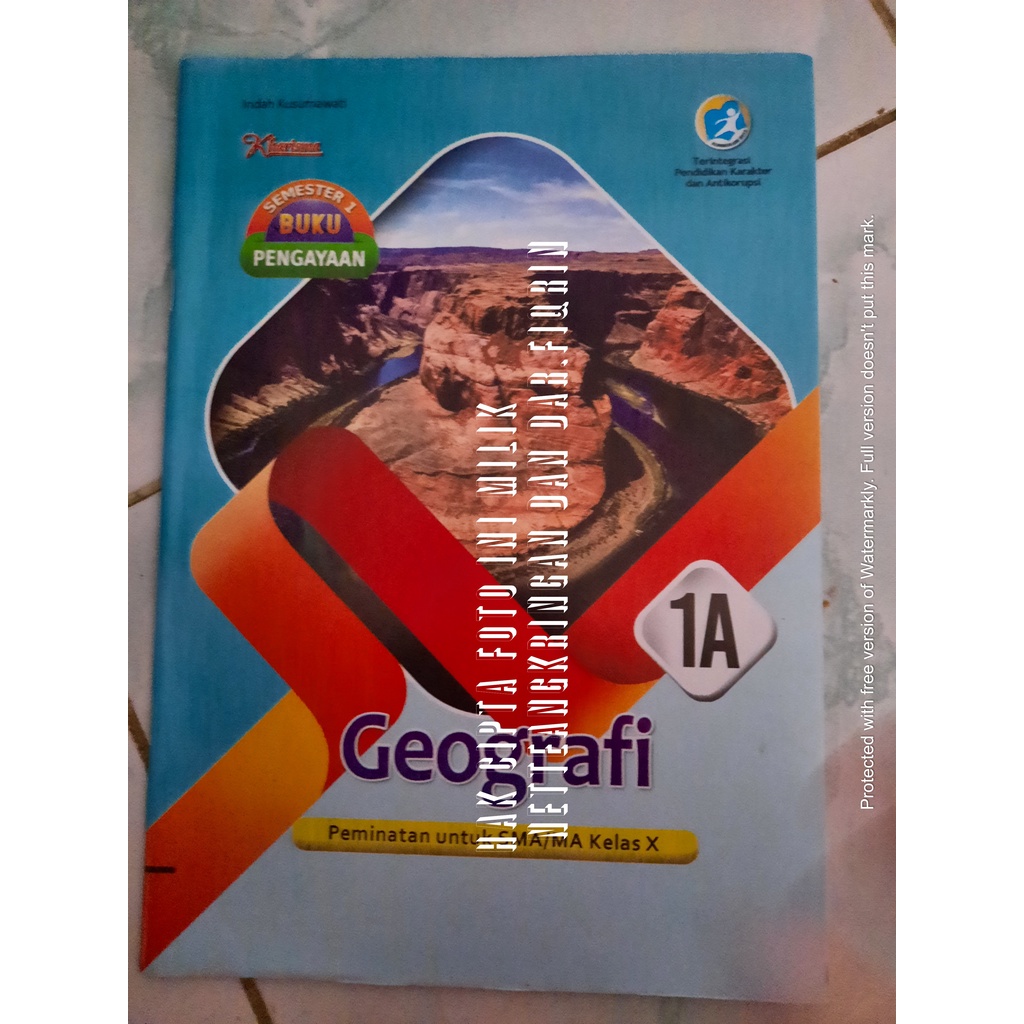 Indah Kusumawati
Kharisma
SEMESTER 1
BUKU
PENGAYAAN
Terintegrasi
Pendidikan Karakter
dan Antikorupsi
1A
Geografi
Peminatan untuk SMA/MA Kelas X
HAK CIPTA FOTO INI MILIK
NETTEANGKRINGAN DAN DAR.FIQRIN
Protected with free version of Watermarkly. Full version doesn't put this mark.